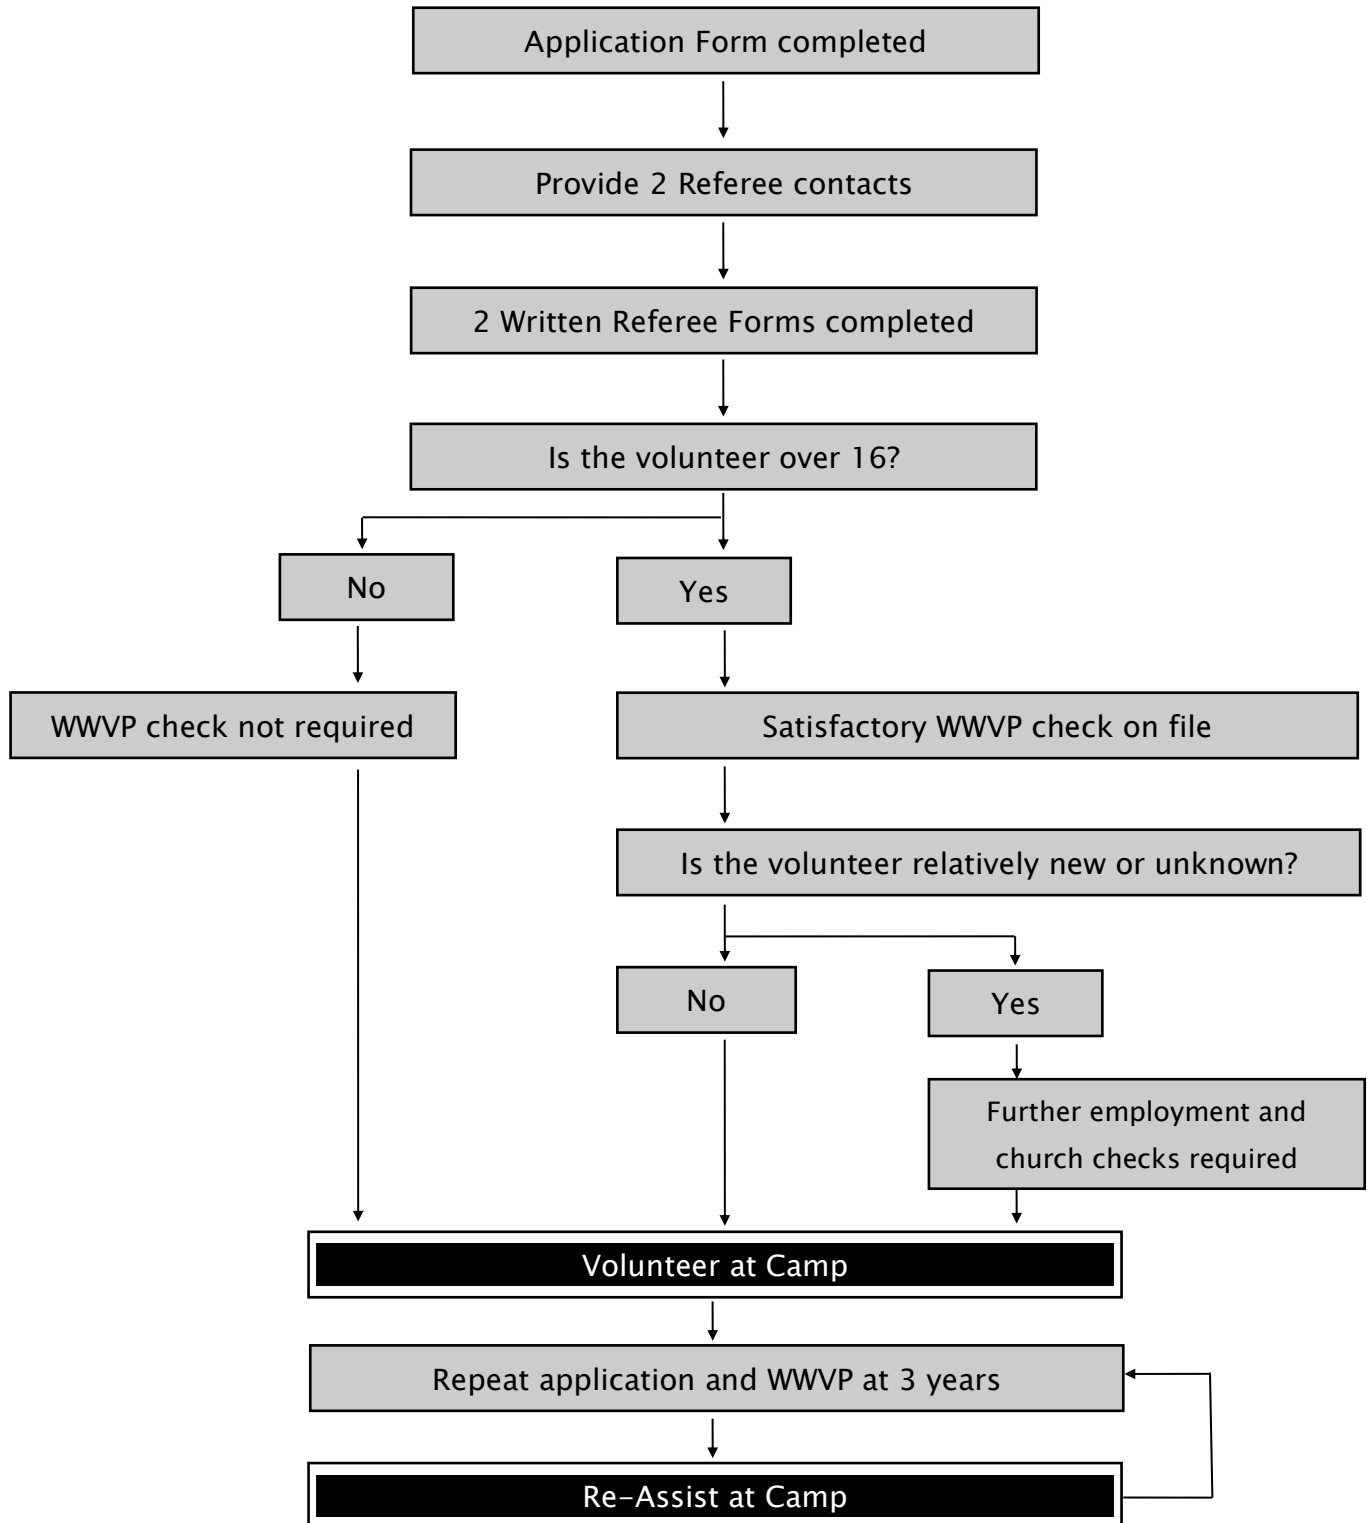 Application Form completed
Provide 2 Referee contacts
2 Written Referee Forms completed
Is the volunteer over 16?
No
Yes
WWVP check not required
Satisfactory WWVP check on file
Is the volunteer relatively new or unknown?
No
Yes
Further employment and
church checks required
Volunteer at Camp
Repeat application and WWVP at 3 years
Re-Assist at Camp